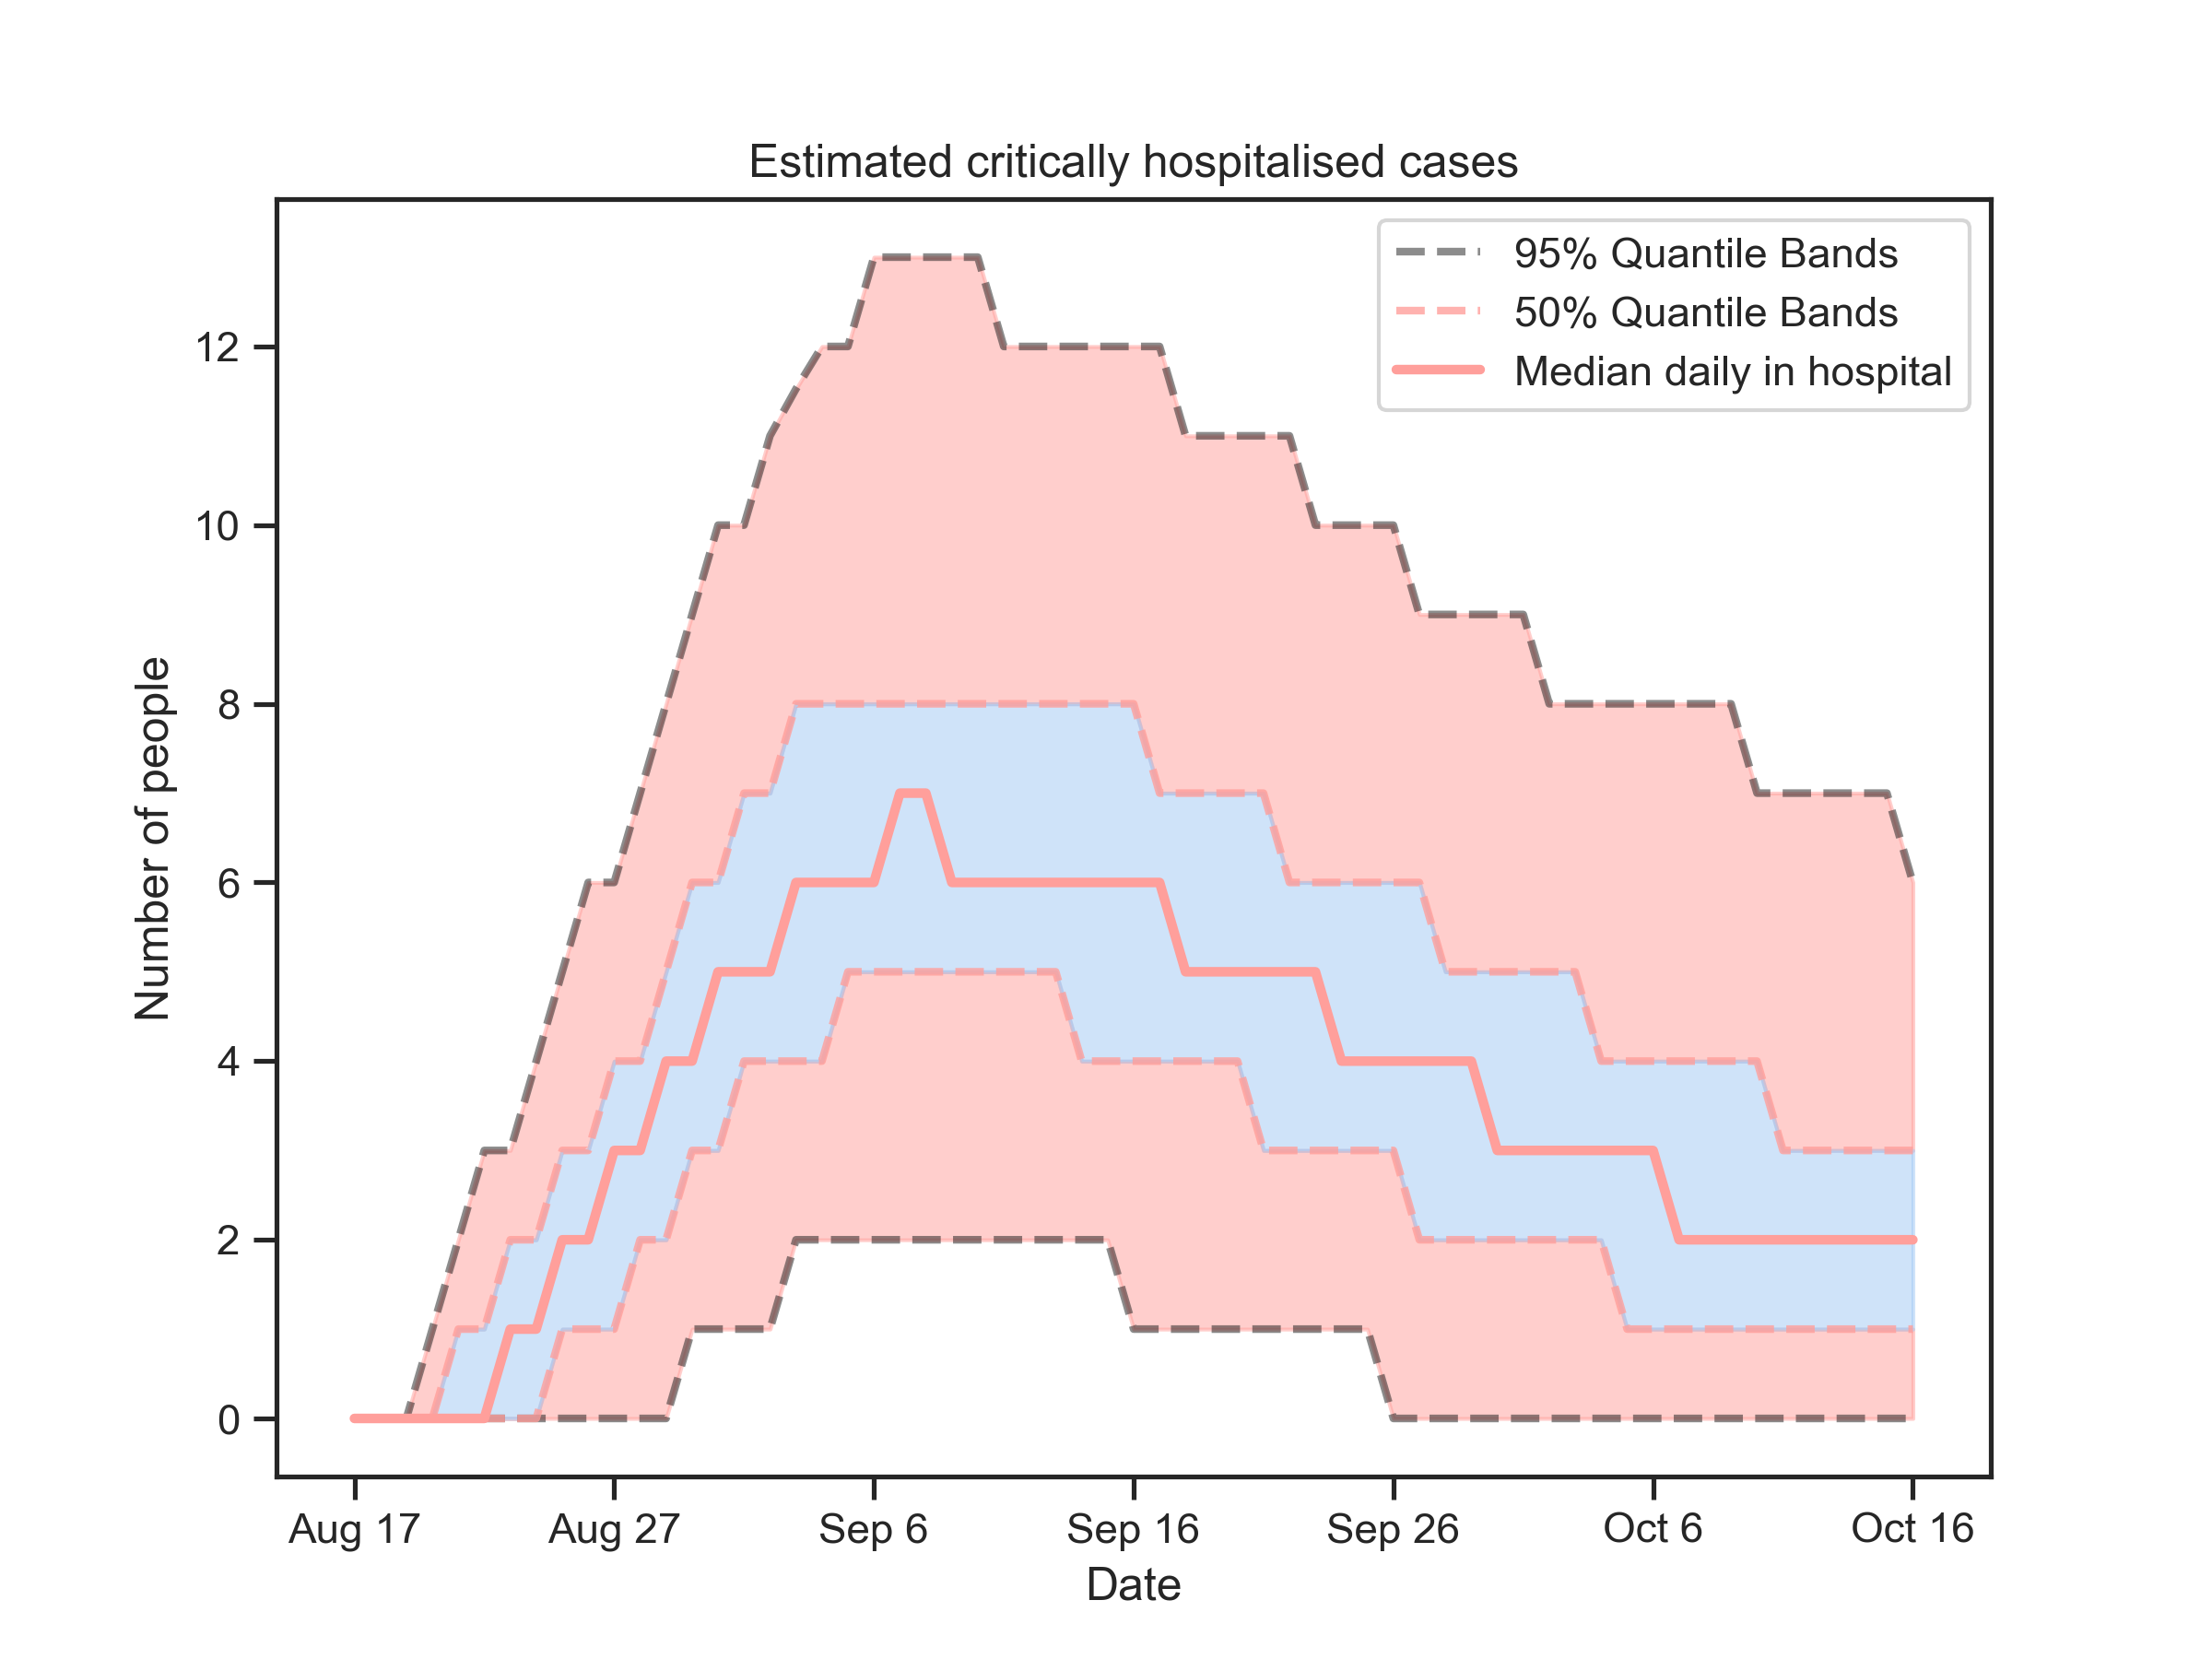 Estimated critically hospitalised cases
95% Quantile Bands
50% Quantile Bands
Median daily in hospital
12
10
8
6
4
2
0
Number of people
Aug 17 Aug 27 Sep 6 Sep 16 Sep 26 Oct 6 Oct 16
Date